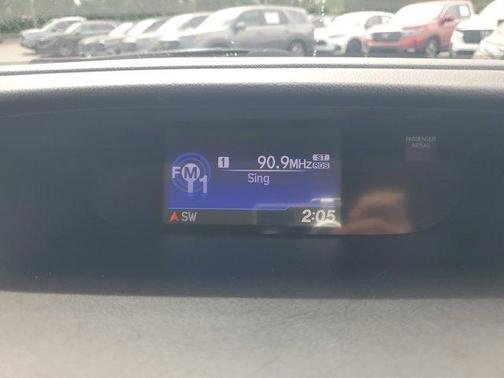 1 90.9MHz ST
RDS
FM1
Sing
SW 2:05
PASSENGER
AIRBAG